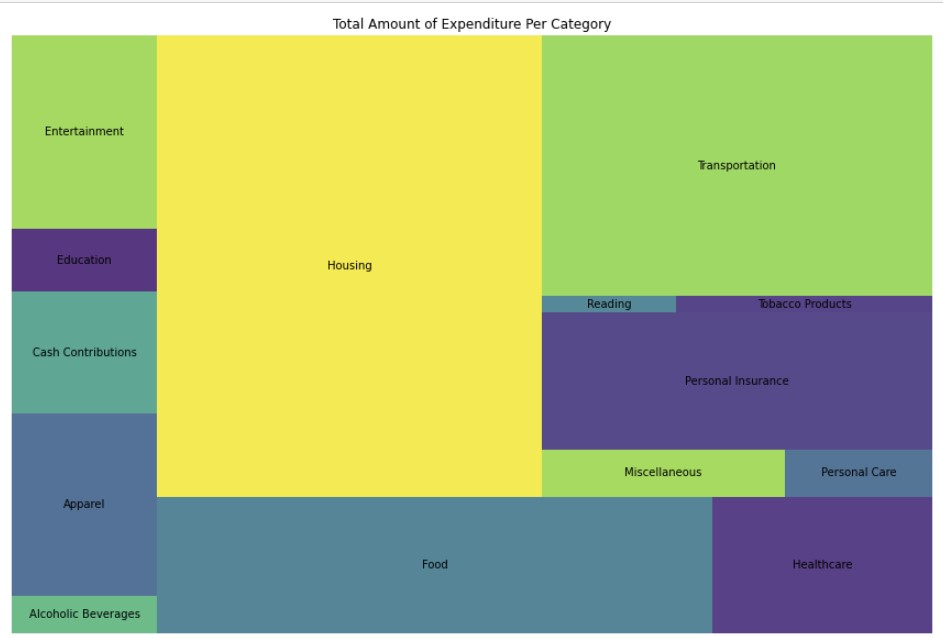 Total Amount of Expenditure Per Category
Entertainment
Transportation
Education
Housing
Reading
Tobacco Products
Cash Contributions
Personal Insurance
Miscellaneous
Personal Care
Apparel
Food
Healthcare
Alcoholic Beverages